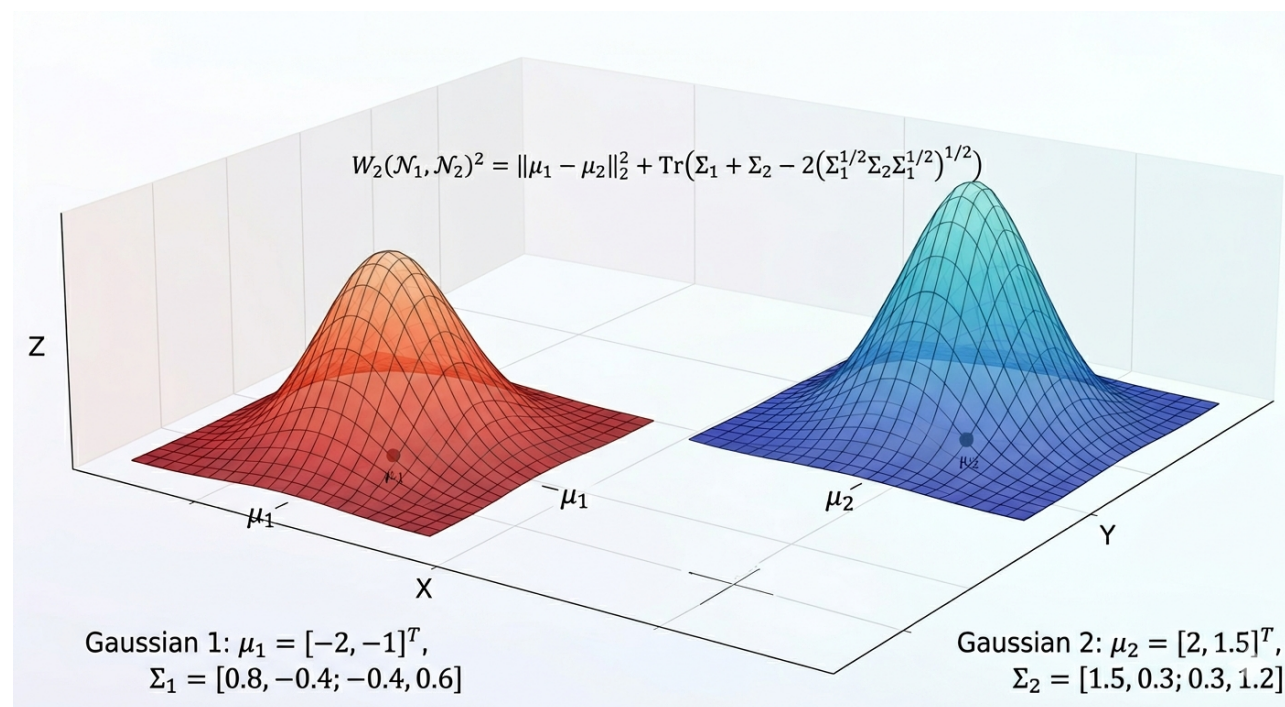 W₂(𝒩₁, 𝒩₂)² = ‖μ₁ − μ₂‖₂² + Tr(Σ₁ + Σ₂ − 2(Σ₁^{1/2}Σ₂Σ₁^{1/2})^{1/2})
Z
μ₁
μ₂
μ₁
μ₁
μ₂
Y
X
Gaussian 1: μ₁ = [−2, −1]ᵀ,
Σ₁ = [0.8, −0.4; −0.4, 0.6]
Gaussian 2: μ₂ = [2, 1.5]ᵀ,
Σ₂ = [1.5, 0.3; 0.3, 1.2]